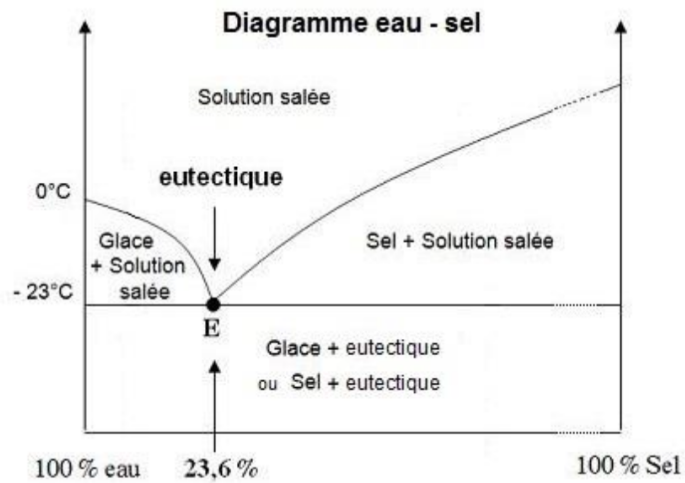 Diagramme eau - sel
Solution salée
eutectique
0°C
Glace
+ Solution
salée
Sel + Solution salée
- 23°C
E
Glace + eutectique
ou Sel + eutectique
100 % eau
23,6 %
100 % Sel